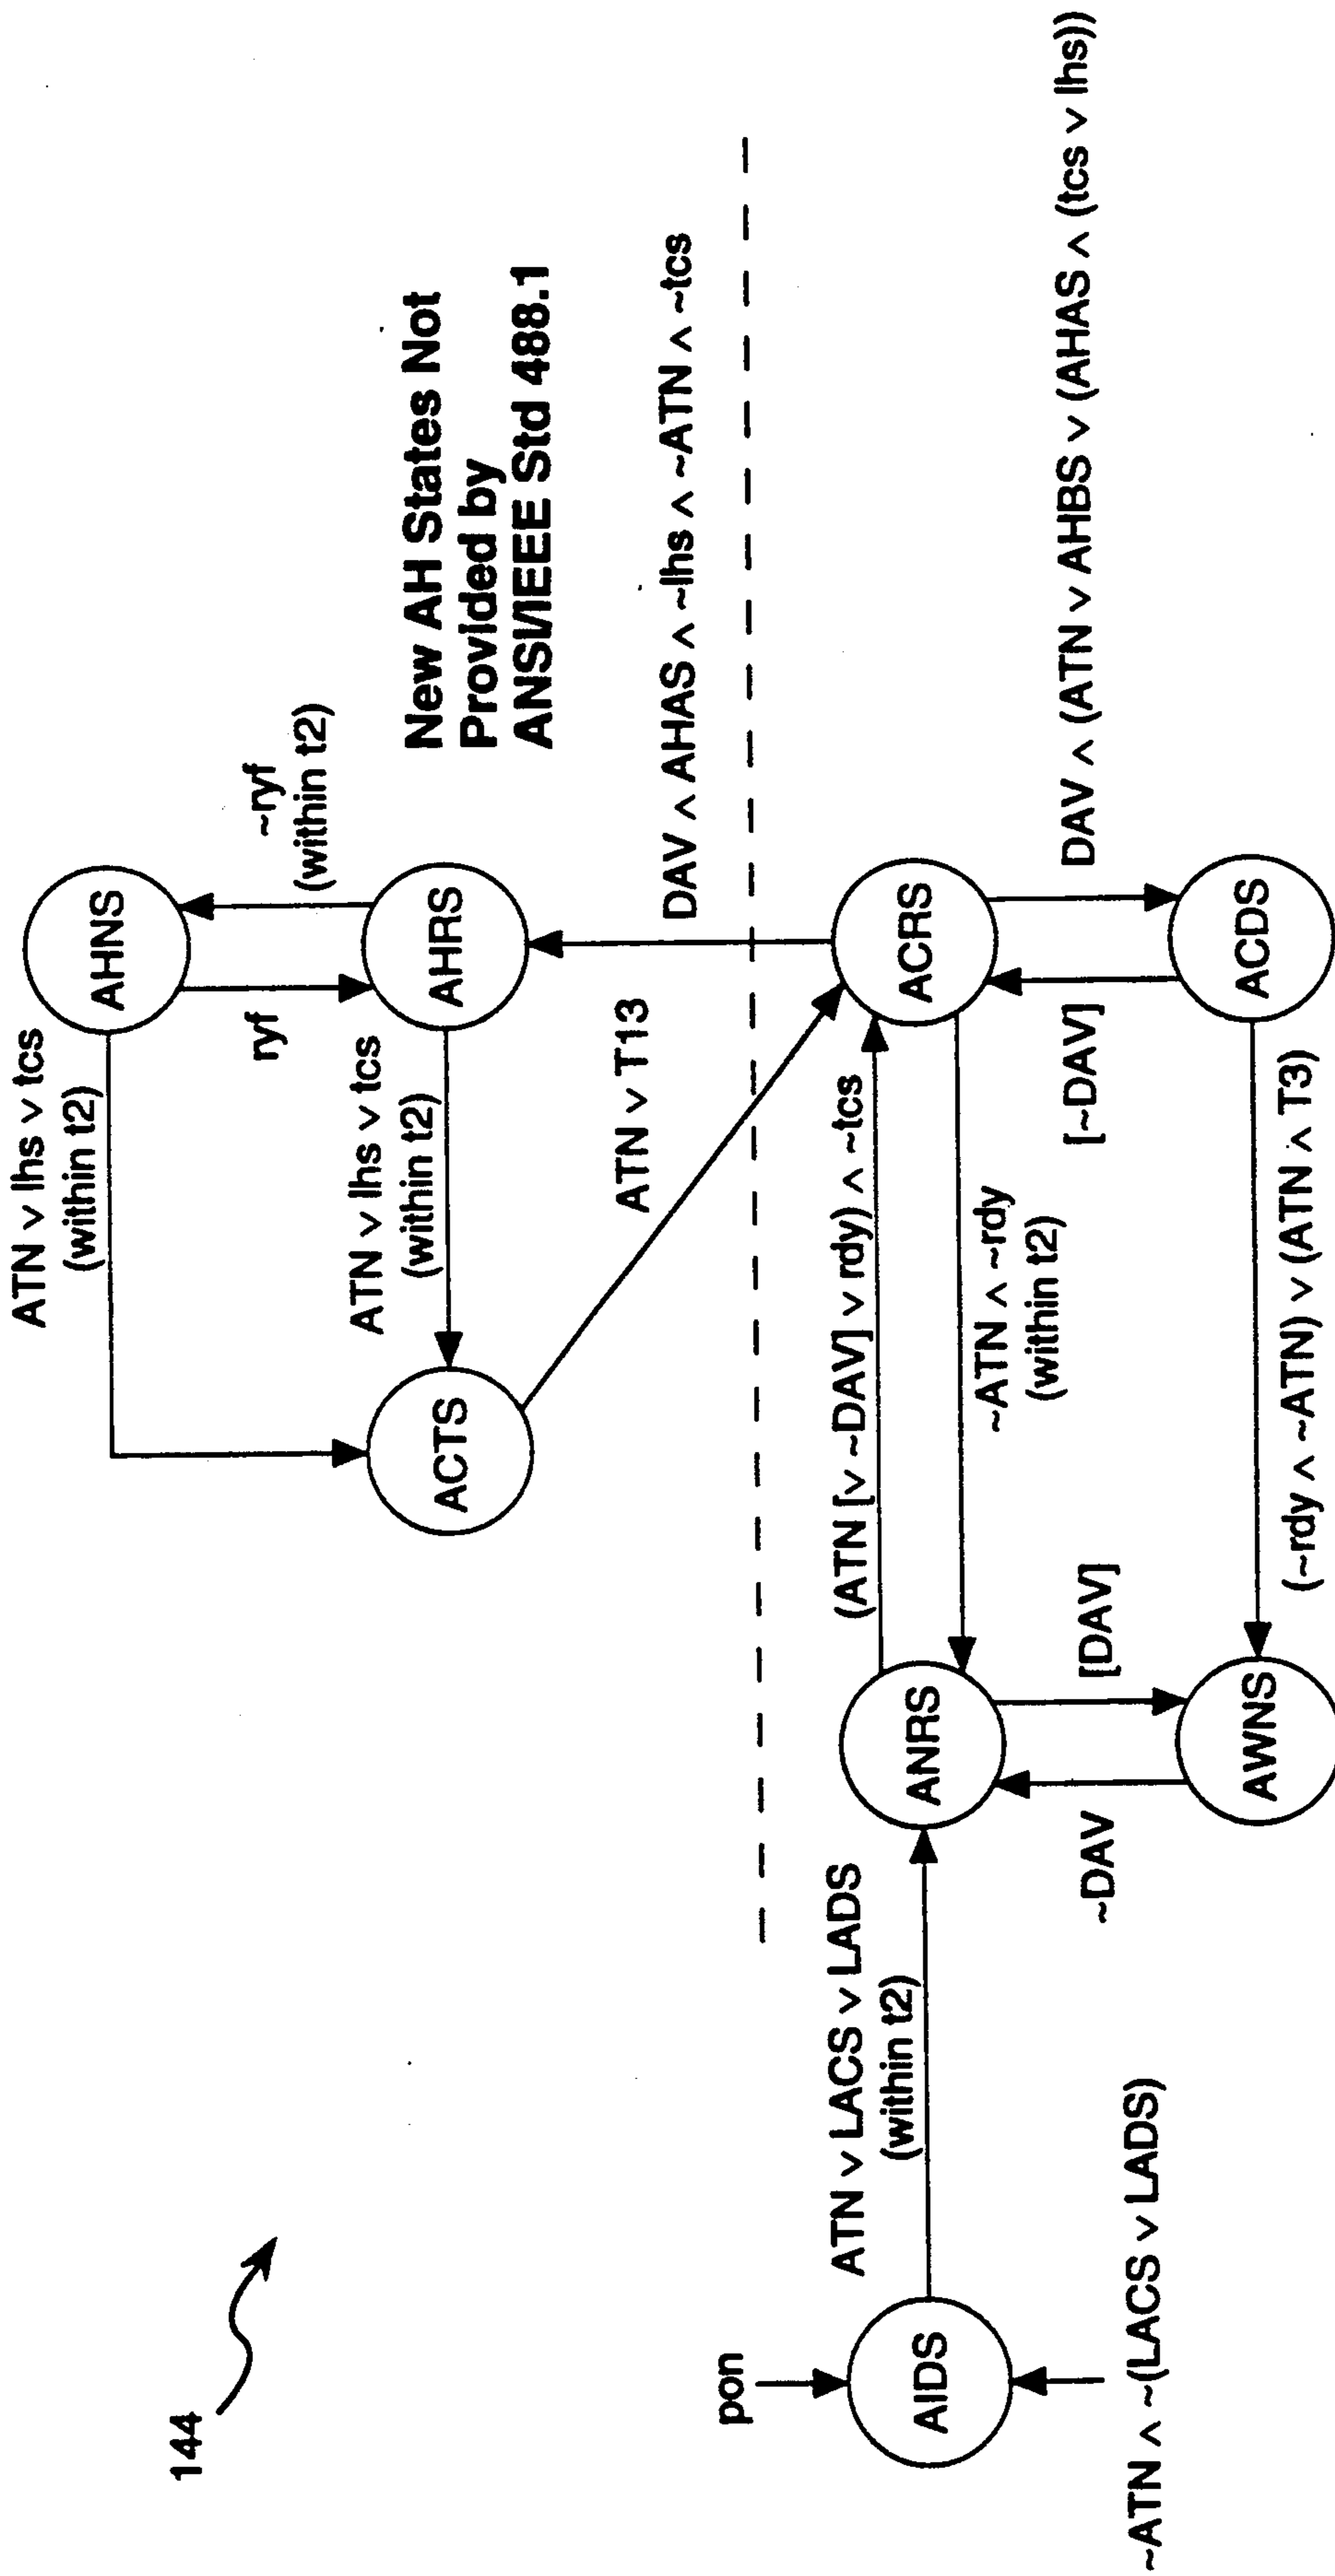 144
ATN ∨ lhs ∨ tcs
(within t2)
AHNS
~ryf
(within t2)
ryf
New AH States Not
Provided by
ANSI/IEEE Std 488.1
ATN ∨ lhs ∨ tcs
(within t2)
ACTS
AHRS
ATN ∨ T13
DAV ∧ AHAS ∧ ~lhs ∧ ~ATN ∧ ~tcs
pon
ATN ∨ LACS ∨ LADS
(within t2)
(ATN [∨ ~DAV] ∨ rdy) ∧ ~tcs
AIDS
ANRS
ACRS
~ATN ∧ ~rdy
(within t2)
~ATN ∧ ~(LACS ∨ LADS)
~DAV
[DAV]
[~DAV]
DAV ∧ (ATN ∨ AHBS ∨ (AHAS ∧ (tcs ∨ lhs))
AWNS
ACDS
(~rdy ∧ ~ATN) ∨ (ATN ∧ T3)